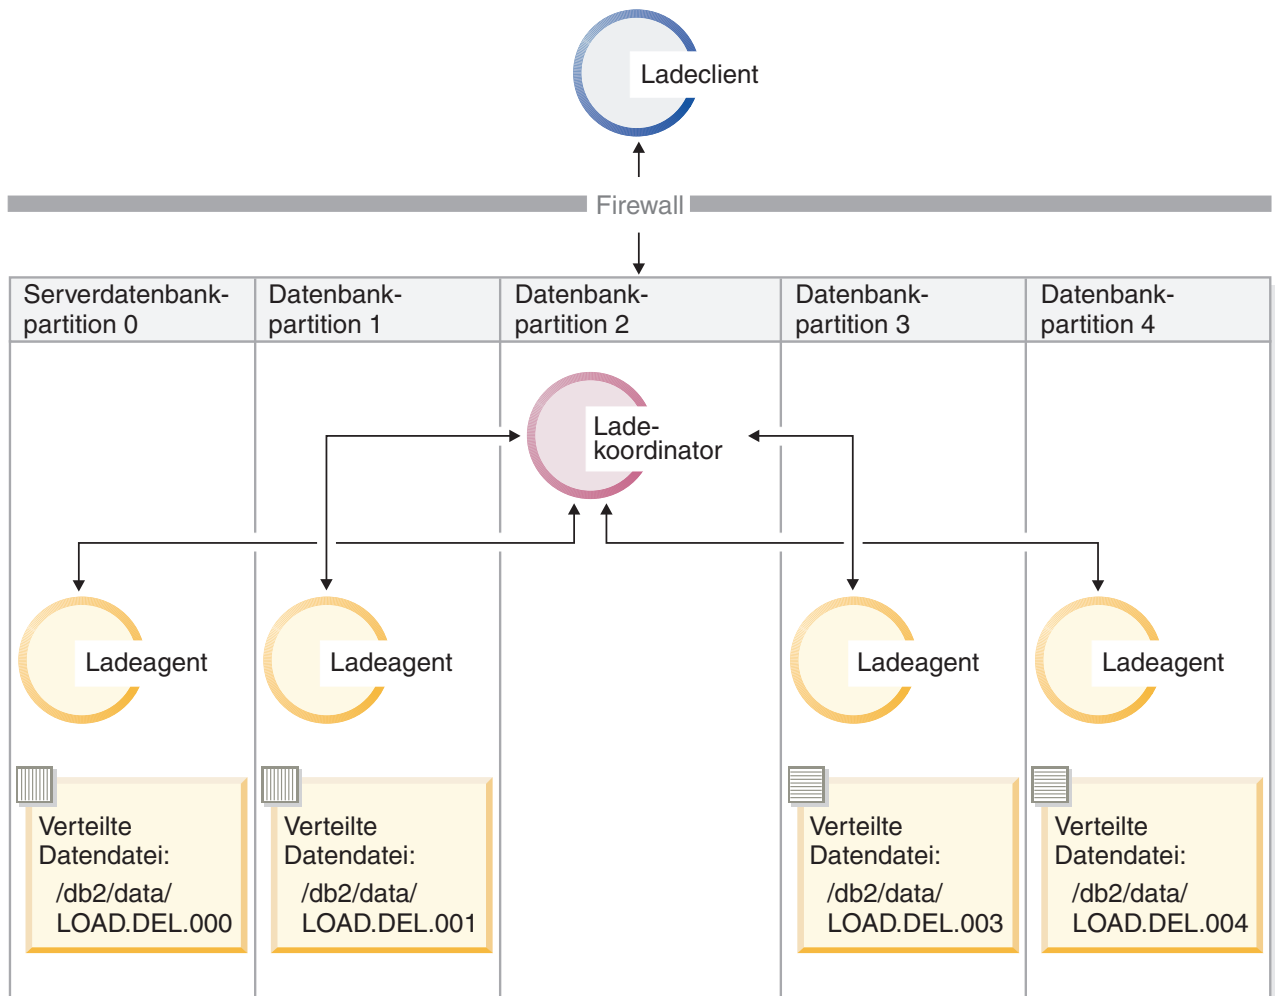 Ladeclient
Firewall
Serverdatenbank-
partition 0
Datenbank-
partition 1
Datenbank-
partition 2
Datenbank-
partition 3
Datenbank-
partition 4
Lade-
koordinator
Ladeagent
Ladeagent
Ladeagent
Ladeagent
Verteilte
Datendatei:
/db2/data/
LOAD.DEL.000
Verteilte
Datendatei:
/db2/data/
LOAD.DEL.001
Verteilte
Datendatei:
/db2/data/
LOAD.DEL.003
Verteilte
Datendatei:
/db2/data/
LOAD.DEL.004